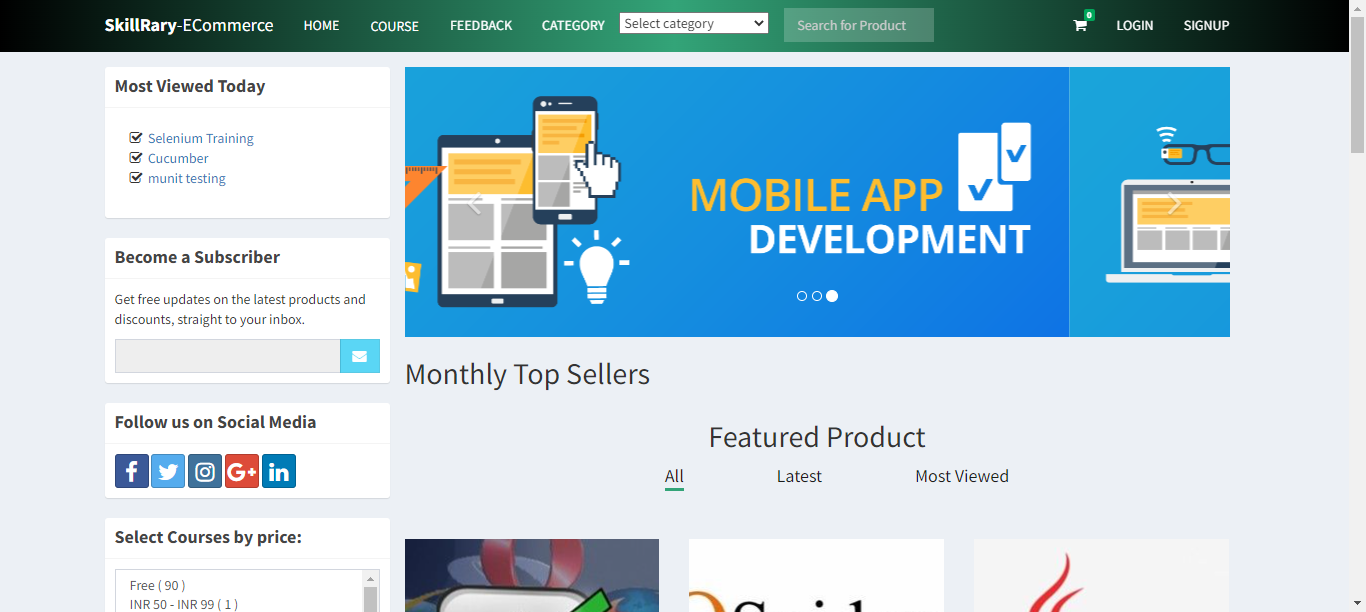 SkillRary-ECommerce HOME COURSE FEEDBACK CATEGORY Select category Search for Product 0 LOGIN SIGNUP
Most Viewed Today
Selenium Training
Cucumber
munit testing
Become a Subscriber
Get free updates on the latest products and
discounts, straight to your inbox.
Follow us on Social Media
f G+ in
Select Courses by price:
Free ( 90 )
INR 50 - INR 99 ( 1 )
MOBILE APP
DEVELOPMENT
Monthly Top Sellers
Featured Product
All Latest Most Viewed